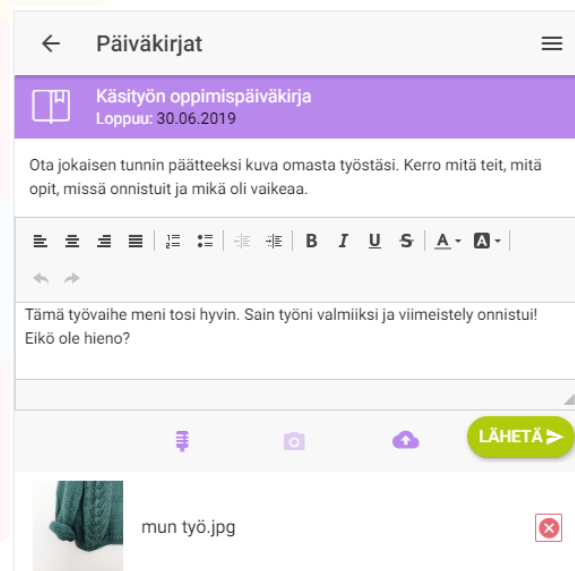 Päiväkirjat
Käsityön oppimispäiväkirja
Loppuu: 30.06.2019
Ota jokaisen tunnin päätteeksi kuva omasta työstäsi. Kerro mitä teit, mitä
opit, missä onnistuit ja mikä oli vaikeaa.
B I U S A A
Tämä työvaihe meni tosi hyvin. Sain työni valmiiksi ja viimeistely onnistui!
Eikö ole hieno?
LÄHETÄ
mun työ.jpg